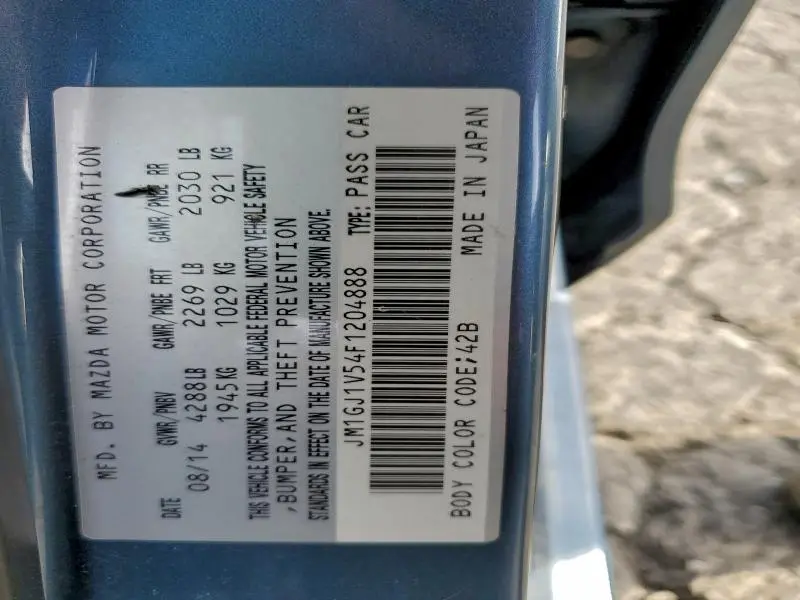 MFD. BY MAZDA MOTOR CORPORATION
DATE GVWR/PNBV GAWR/PNBE FRT GAWR/PNBE RR
08/14 4288LB 2269 LB 2030 LB
1945KG 1029 KG 921 KG
THIS VEHICLE CONFORMS TO ALL APPLICABLE FEDERAL MOTOR VEHICLE SAFETY
,BUMPER,AND THEFT PREVENTION
STANDARDS IN EFFECT ON THE DATE OF MANUFACTURE SHOWN ABOVE.
JM1GJ1V54F1204888 TYPE: PASS CAR
BODY COLOR CODE:42B MADE IN JAPAN